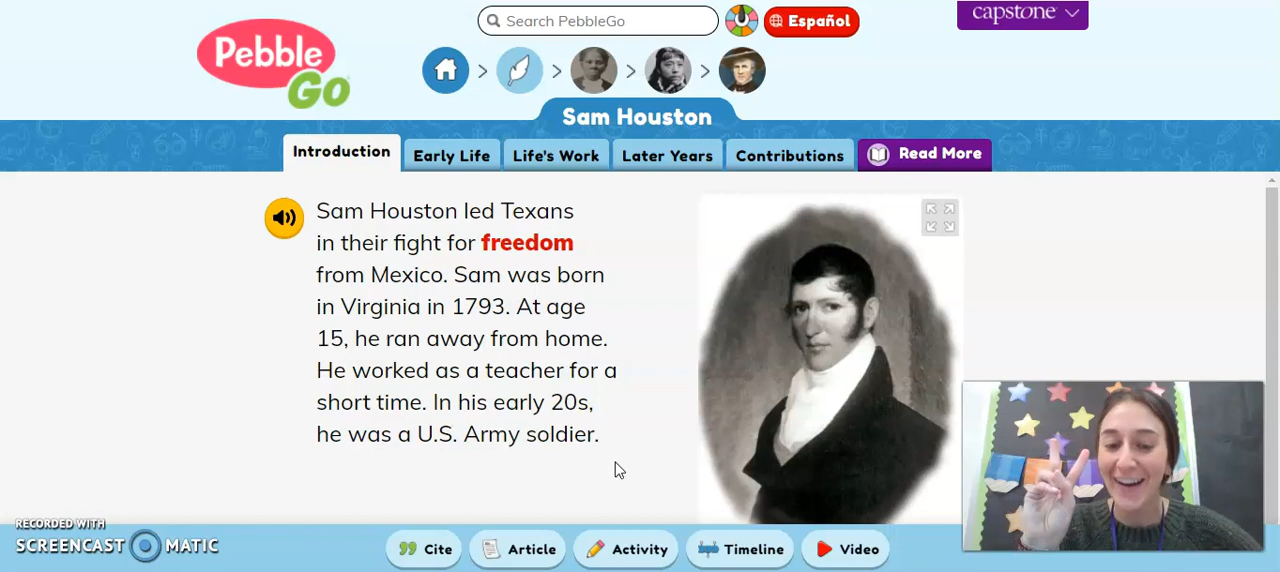 Search PebbleGo
Español
capstone
Pebble
Go
Sam Houston
Introduction
Early Life
Life's Work
Later Years
Contributions
Read More
Sam Houston led Texans
in their fight for freedom
from Mexico. Sam was born
in Virginia in 1793. At age
15, he ran away from home.
He worked as a teacher for a
short time. In his early 20s,
he was a U.S. Army soldier.
RECORDED WITH
SCREENCAST MATIC
Cite
Article
Activity
Timeline
Video